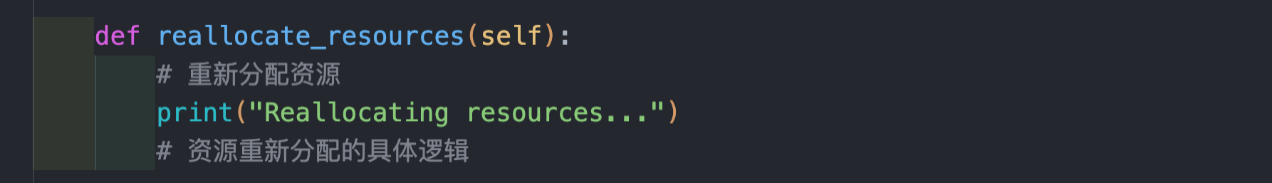 def reallocate_resources(self):
# 重新分配资源
print("Reallocating resources...")
# 资源重新分配的具体逻辑